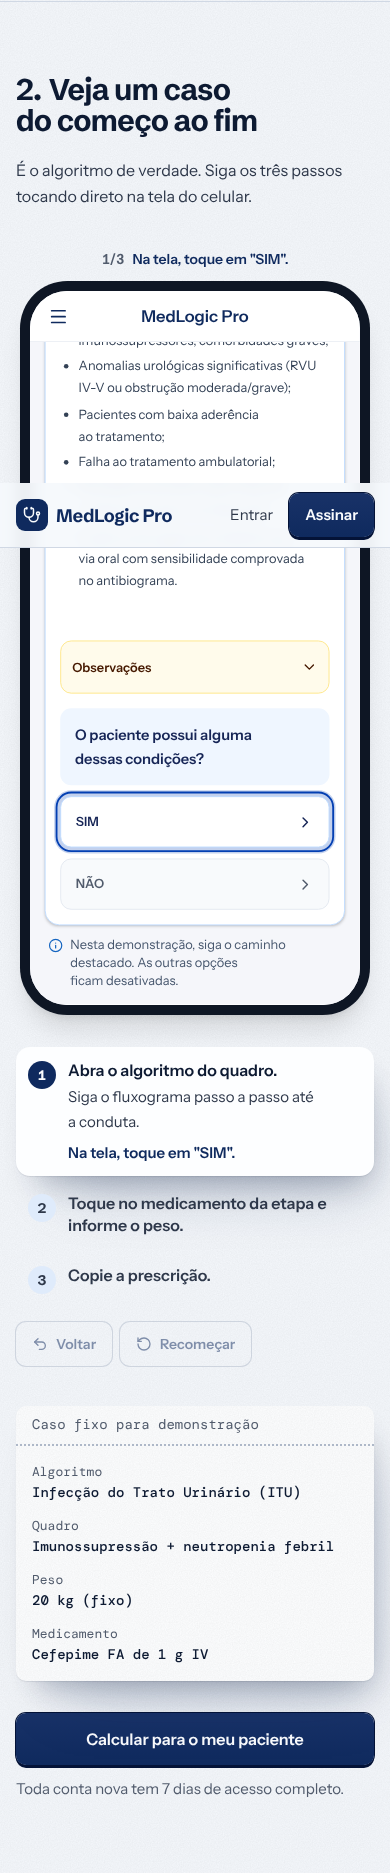 2. Veja um caso
do começo ao fim
É o algoritmo de verdade. Siga os três passos
tocando direto na tela do celular.
1/3 Na tela, toque em "SIM".
MedLogic Pro
imunossupressores, comorbidades graves;
• Anomalias urológicas significativas (RVU
IV-V ou obstrução moderada/grave);
• Pacientes com baixa aderência
ao tratamento;
• Falha ao tratamento ambulatorial;
MedLogic Pro
Entrar
Assinar
via oral com sensibilidade comprovada
no antibiograma.
Observações
O paciente possui alguma
dessas condições?
SIM
NÃO
Nesta demonstração, siga o caminho
destacado. As outras opções
ficam desativadas.
1 Abra o algoritmo do quadro.
Siga o fluxograma passo a passo até
a conduta.
Na tela, toque em "SIM".
2 Toque no medicamento da etapa e
informe o peso.
3 Copie a prescrição.
Voltar
Recomeçar
Caso fixo para demonstração
Algoritmo
Infecção do Trato Urinário (ITU)
Quadro
Imunossupressão + neutropenia febril
Peso
20 kg (fixo)
Medicamento
Cefepime FA de 1 g IV
Calcular para o meu paciente
Toda conta nova tem 7 dias de acesso completo.